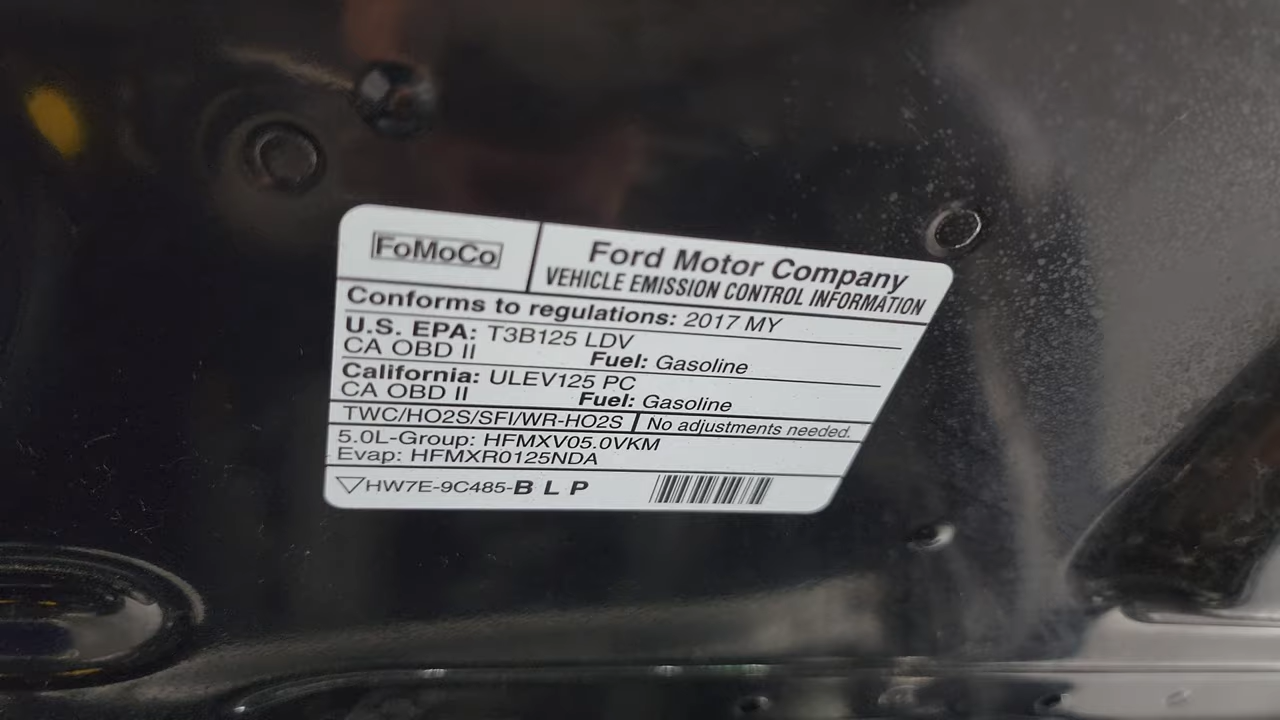 FoMoCo
Ford Motor Company
VEHICLE EMISSION CONTROL INFORMATION
Conforms to regulations: 2017 MY
U.S. EPA: T3B125 LDV
CA OBD II Fuel: Gasoline
California: ULEV125 PC
CA OBD II Fuel: Gasoline
TWC/HO2S/SFI/WR-HO2S No adjustments needed.
5.0L-Group: HFMXV05.0VKM
Evap: HFMXR0125NDA
HW7E-9C485-B L P